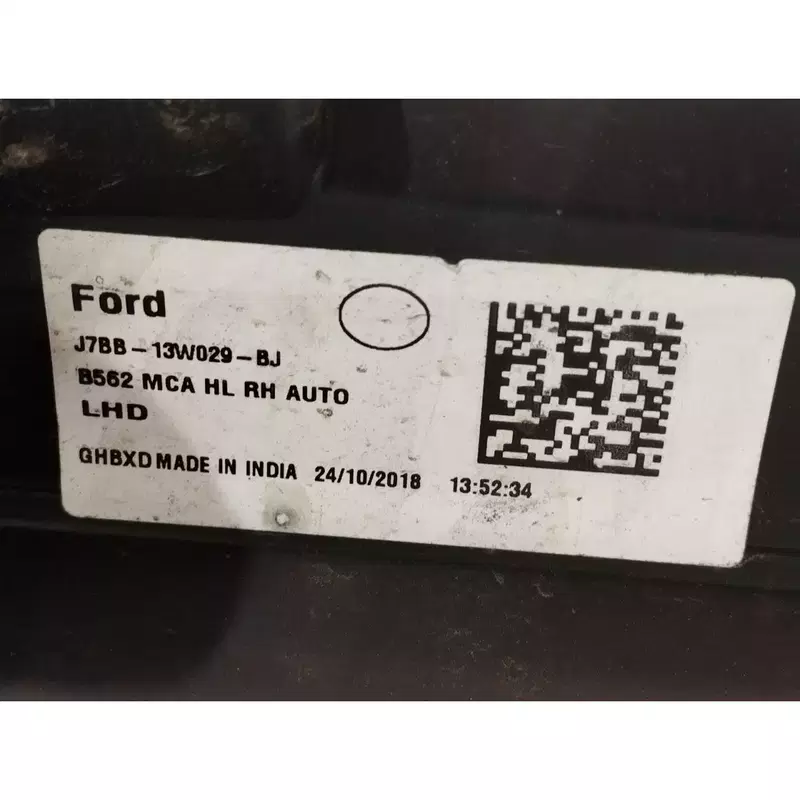 Ford
J7BB-13W029-BJ
B562 MCA HL RH AUTO
LHD
GHBXD MADE IN INDIA 24/10/2018 13:52:34